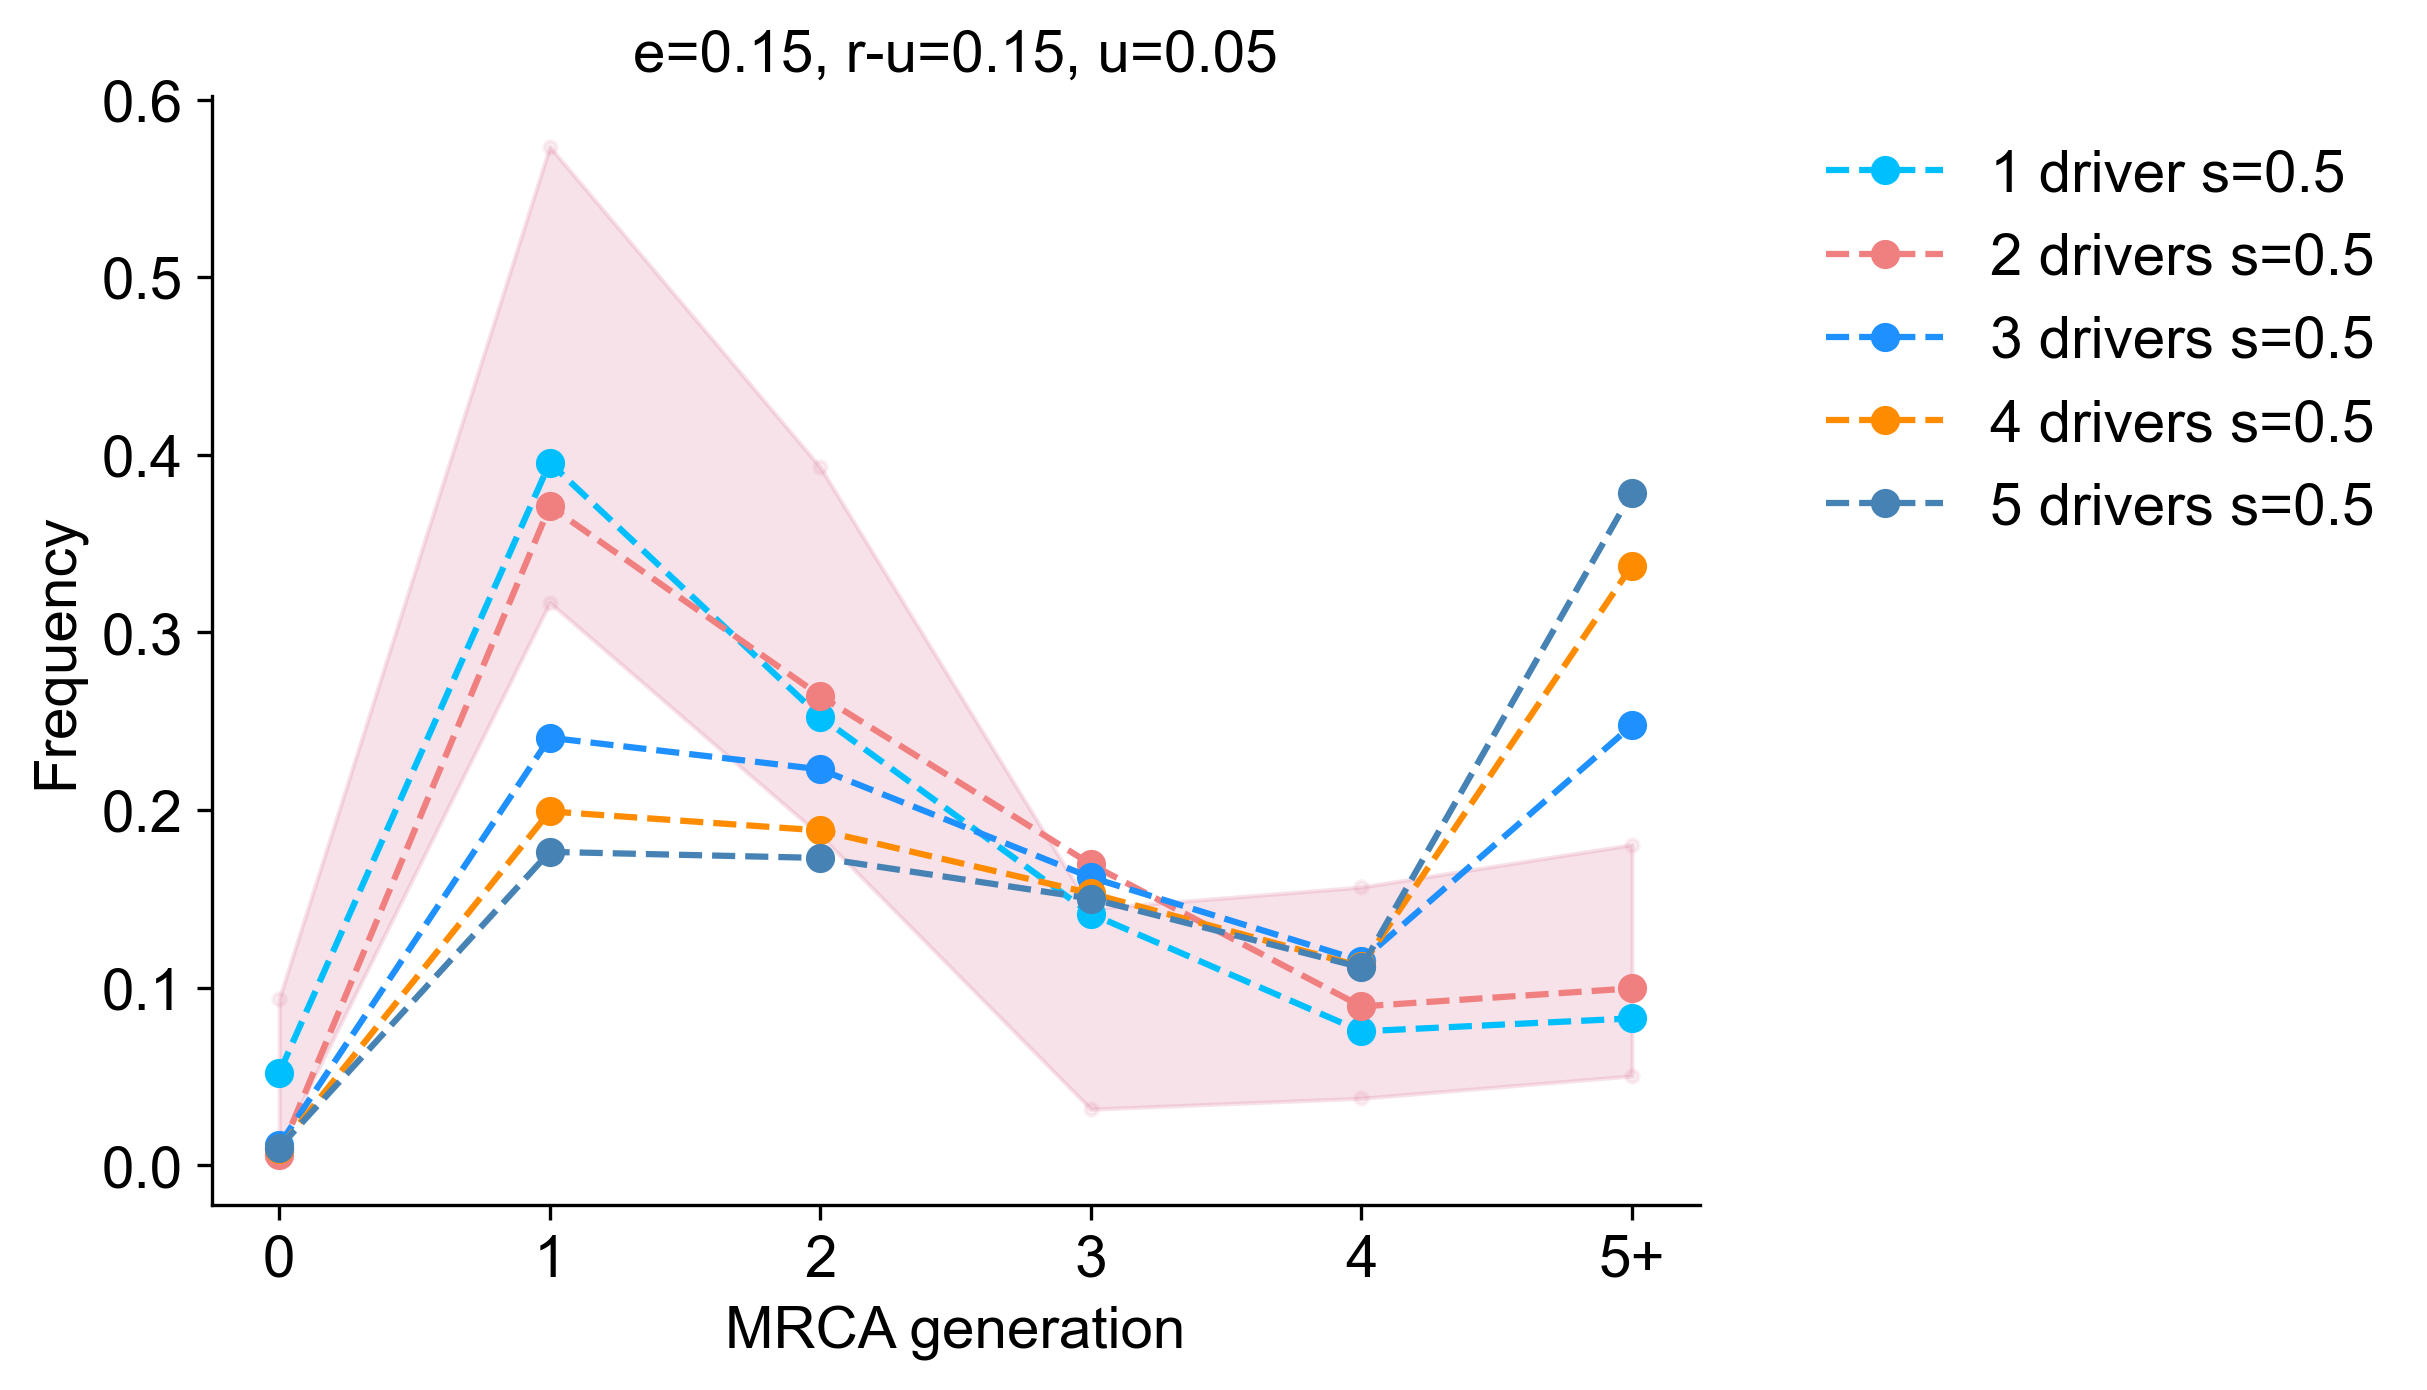 e=0.15, r-u=0.15, u=0.05
0.6
0.5
0.4
0.3
0.2
0.1
0.0
Frequency
0 1 2 3 4 5+
MRCA generation
1 driver s=0.5
2 drivers s=0.5
3 drivers s=0.5
4 drivers s=0.5
5 drivers s=0.5